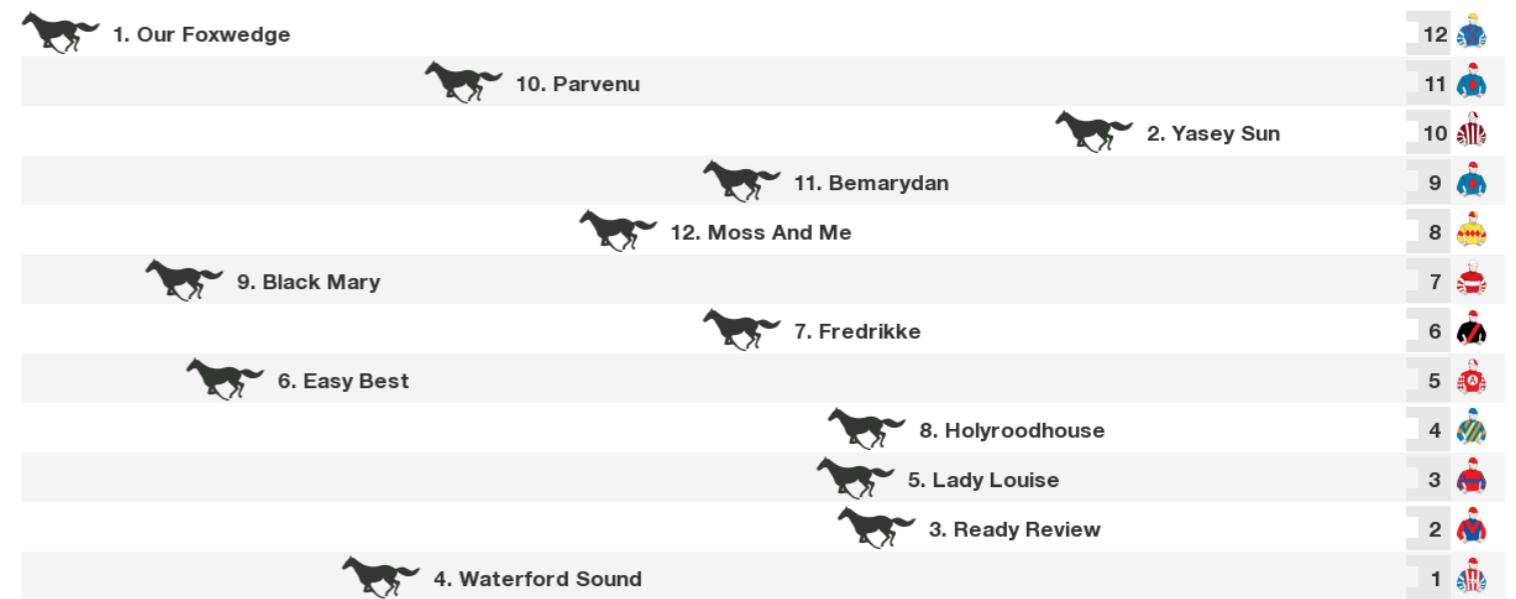 1. Our Foxwedge 12
10. Parvenu 11
2. Yasey Sun 10
11. Bemarydan 9
12. Moss And Me 8
9. Black Mary 7
7. Fredrikke 6
6. Easy Best 5 A
8. Holyroodhouse 4
5. Lady Louise 3
3. Ready Review 2
4. Waterford Sound 1